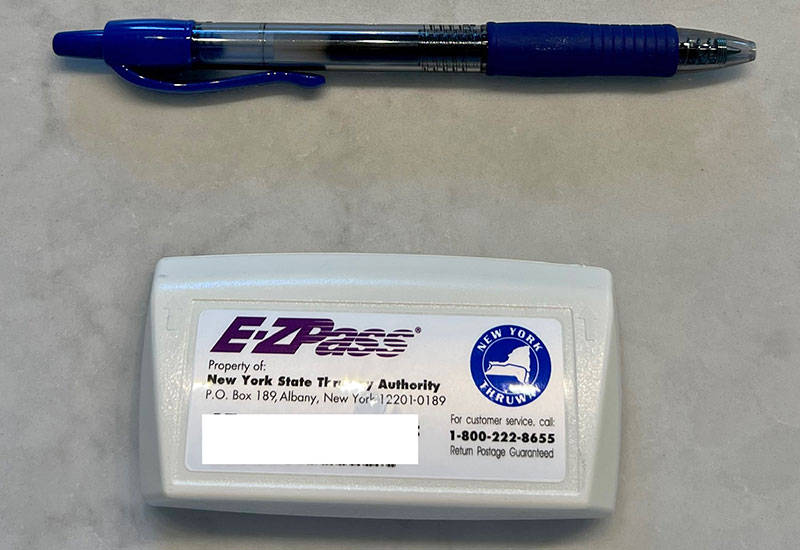 E-ZPass®
Property of:
New York State Thruway Authority
P.O. Box 189, Albany, New York 12201-0189
NEW YORK
THRUWAY
For customer service, call:
1-800-222-8655
Return Postage Guaranteed